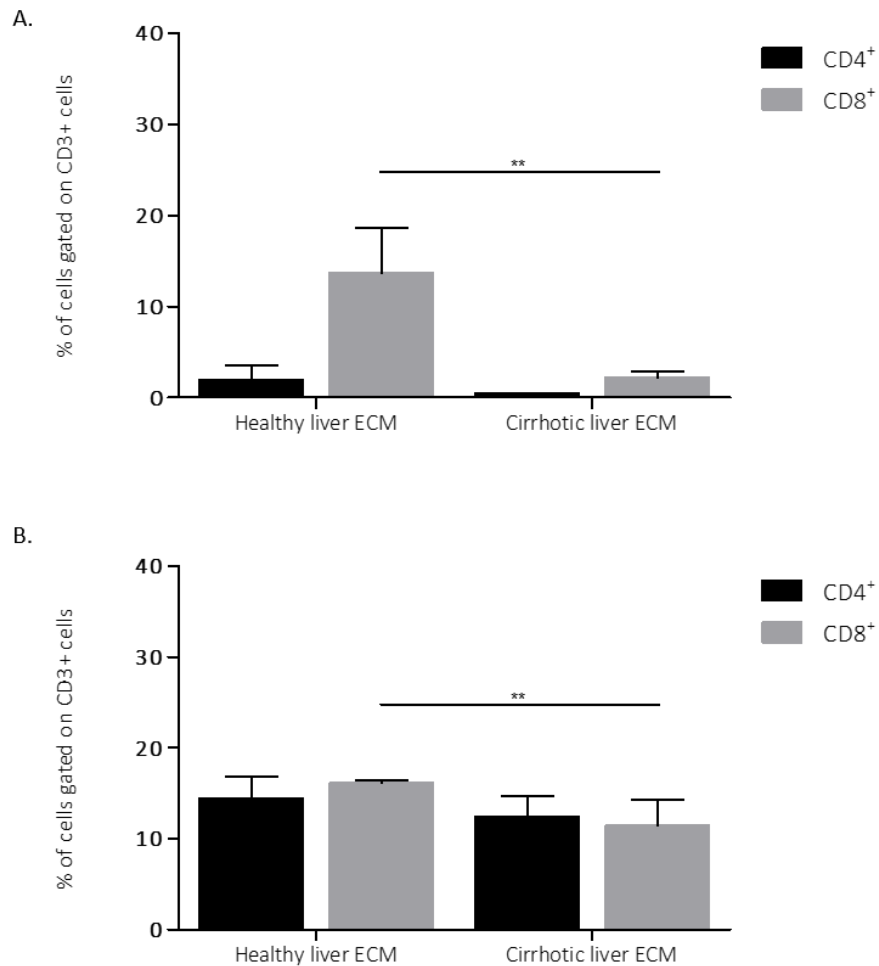 A.
% of cells gated on CD3+ cells
40
30
20
10
0
**
CD4+
CD8+
Healthy liver ECM
Cirrhotic liver ECM
B.
% of cells gated on CD3+ cells
40
30
20
10
0
**
CD4+
CD8+
Healthy liver ECM
Cirrhotic liver ECM